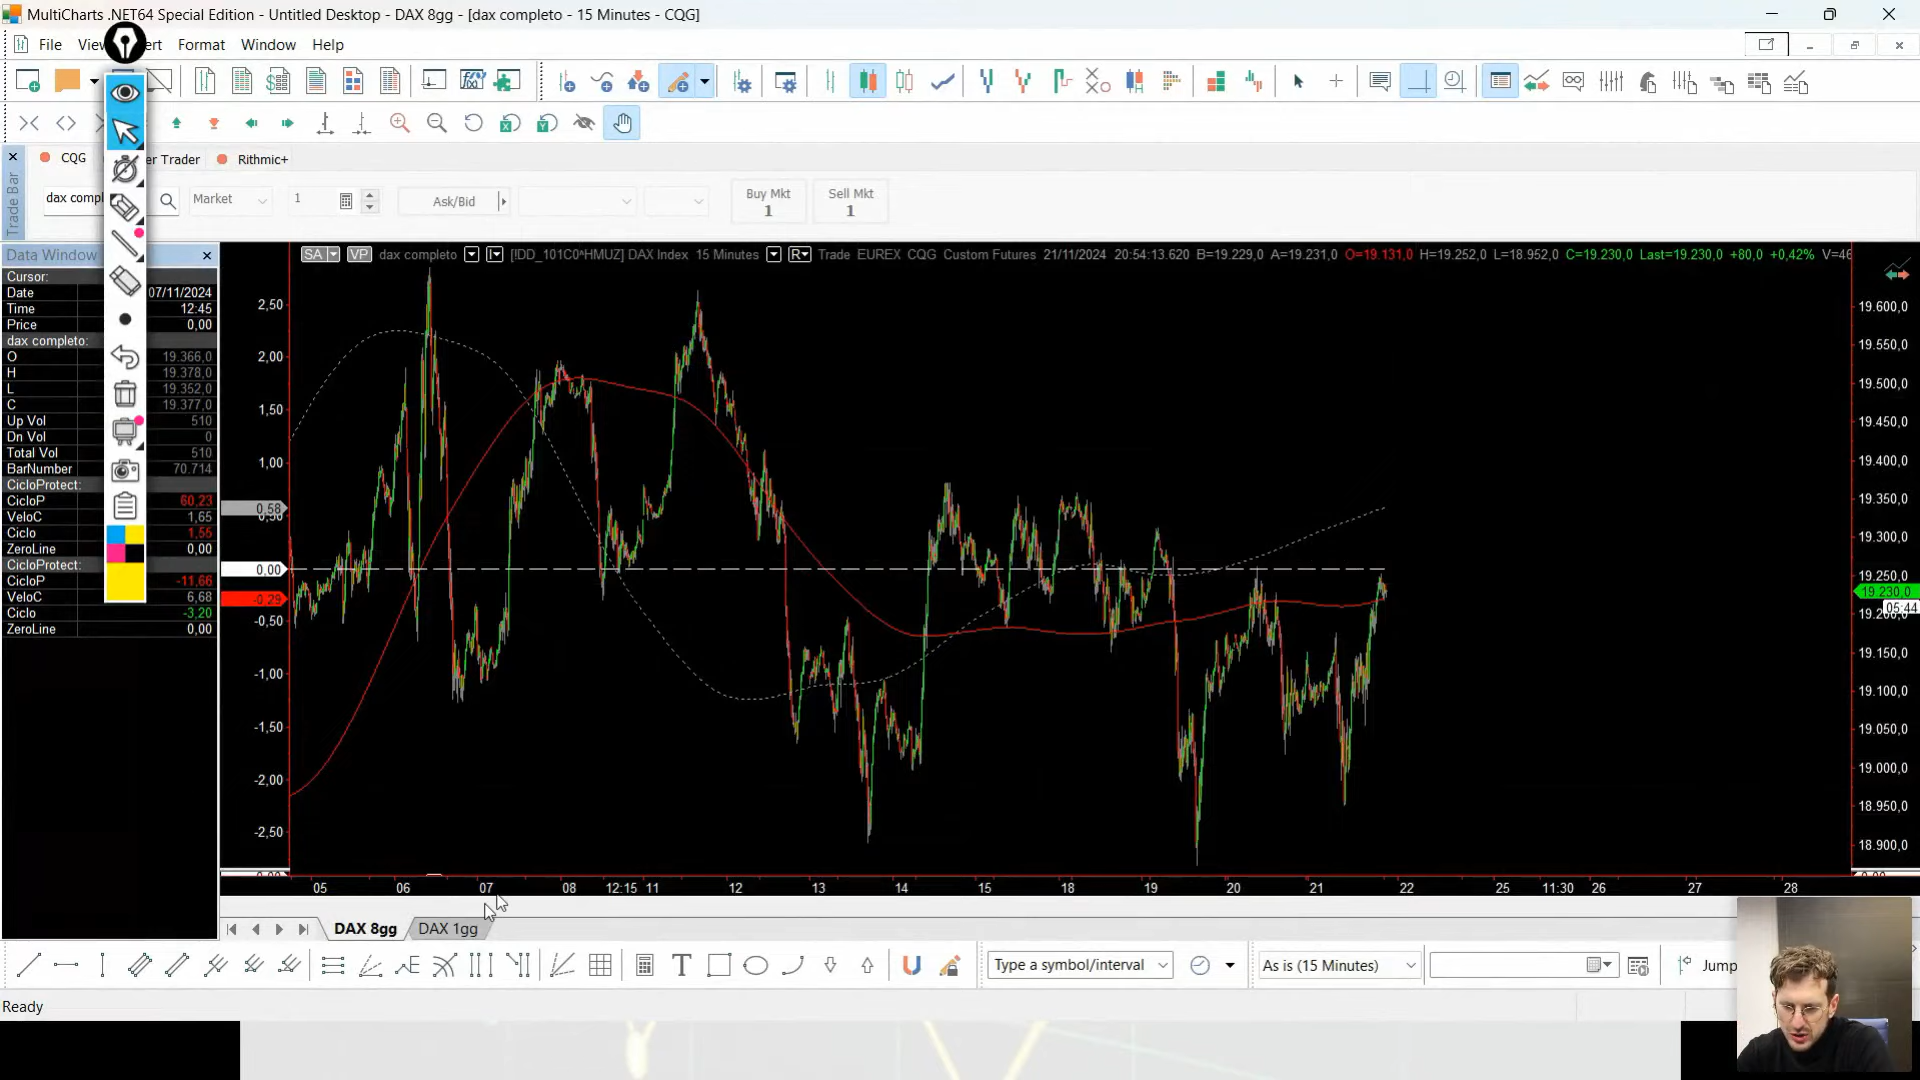 MultiCharts .NET64 Special Edition - Untitled Desktop - DAX 8gg - [dax completo - 15 Minutes - CQG]
File Format Window Help
CQG Rithmic+
Trade Bar
Market 1 Ask/Bid Buy Mkt 1 Sell Mkt 1
Data Window
SA VP dax completo [!DD_101C0^HMUZ] DAX Index 15 Minutes R Trade EUREX CQG Custom Futures 21/11/2024 20:54:13.620 B=19.229,0 A=19.231,0 O=19.131,0 H=19.252,0 L=18.952,0 C=19.230,0 Last=19.230,0 +80,0 +0,42%
Cursor:
Date 07/11/2024
Time 12:45
Price 0,00
dax completo:
O 19.366,0
H 19.378,0
L 19.352,0
C 19.377,0
Up Vol 510
Dn Vol 0
Total Vol 510
BarNumber 70.714
CicloProtect:
CicloP 60,23
VeloC 1,65
Ciclo 1,55
ZeroLine 0,00
CicloProtect:
CicloP -11,66
VeloC 6,68
Ciclo -3,20
ZeroLine 0,00
2,50
2,00
1,50
1,00
0,58
0,00
-0,29
-0,50
-1,00
-1,50
-2,00
-2,50
19.600,0
19.550,0
19.500,0
19.450,0
19.400,0
19.350,0
19.300,0
19.250,0
19.230,0
05:44
19.150,0
19.100,0
19.050,0
19.000,0
18.950,0
18.900,0
05 06 07 08 12:15 11 12 13 14 15 18 19 20 21 22 25 11:30 26 27 28
DAX 8gg DAX 1gg
Type a symbol/interval As is (15 Minutes) Jump
Ready